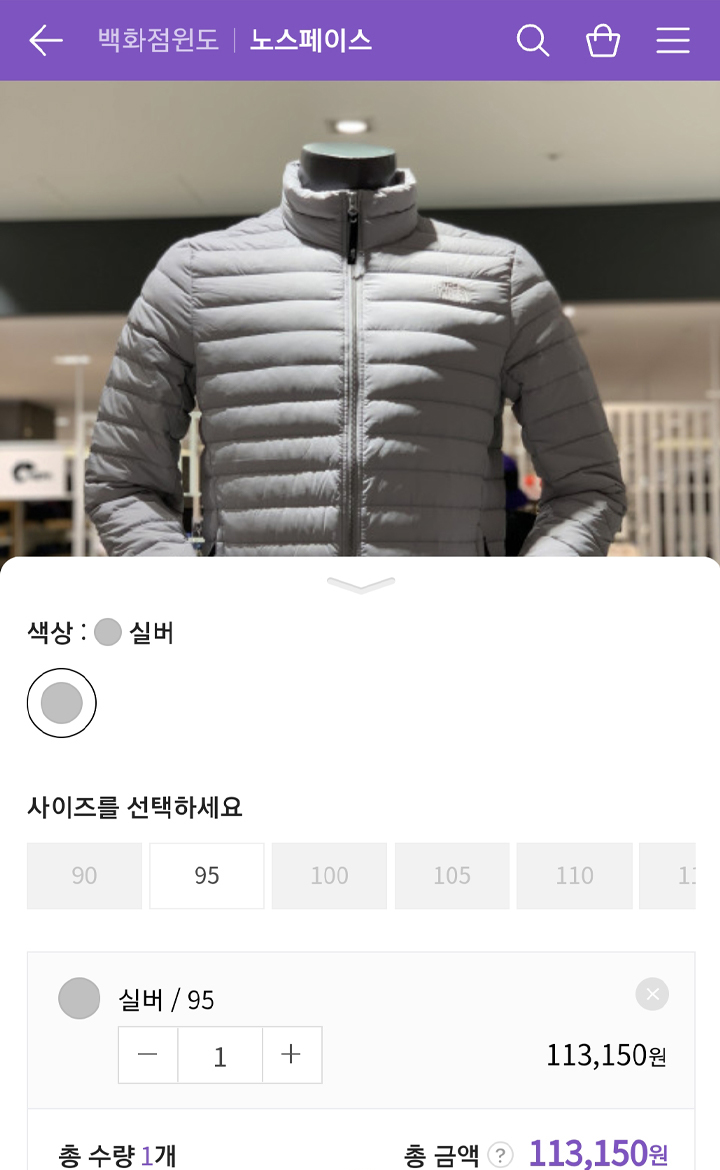 백화점윈도 | 노스페이스
색상 : 실버
사이즈를 선택하세요
90 95 100 105 110
실버 / 95
1
113,150원
총 수량 1개 총 금액 ? 113,150원